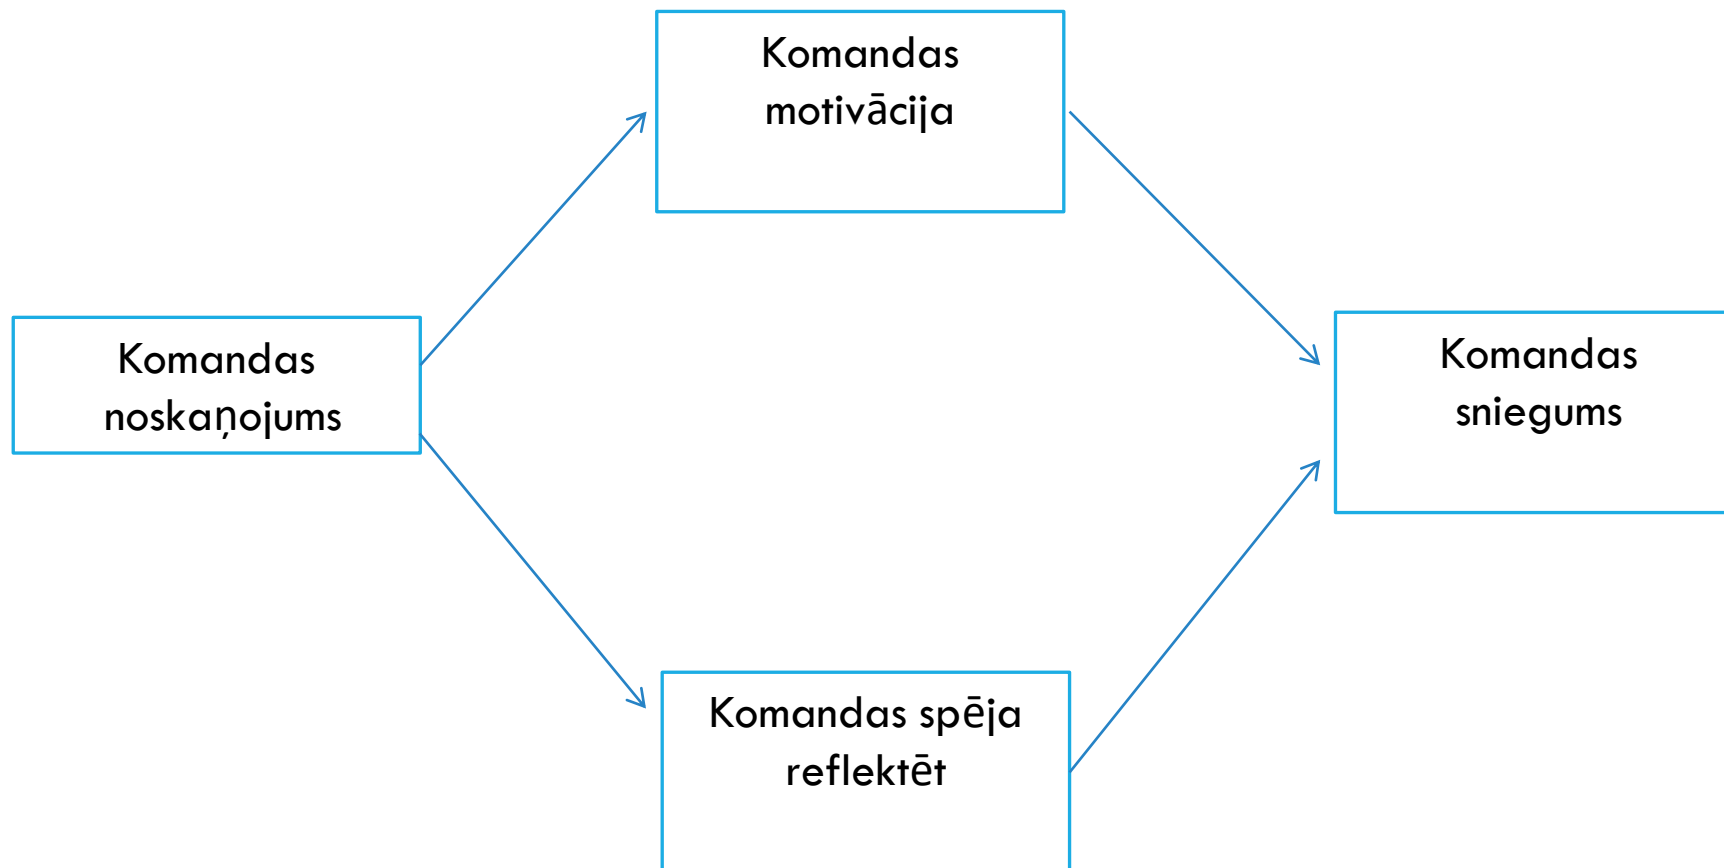 Komandas
motivācija
Komandas
noskaņojums
Komandas
sniegums
Komandas spēja
reflektēt